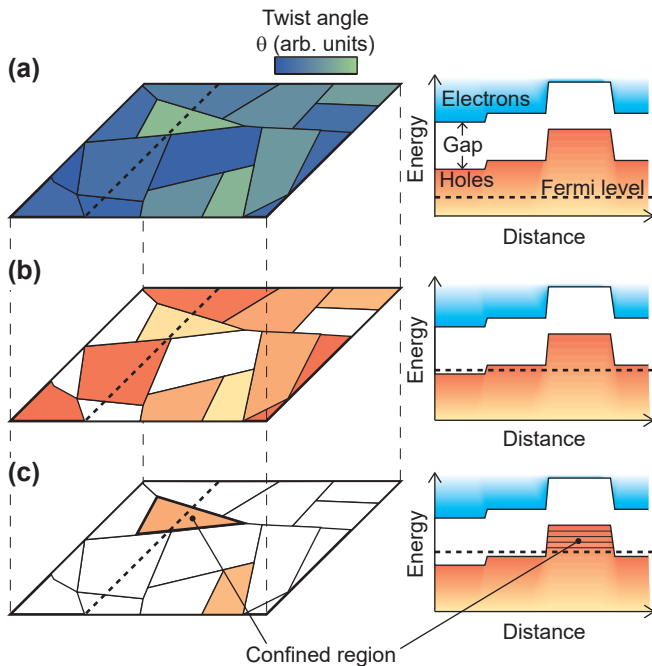 Twist angle
θ (arb. units)
(a)
Energy
Electrons
Gap
Holes
Fermi level
Distance
(b)
Energy
Distance
(c)
Energy
Distance
Confined region